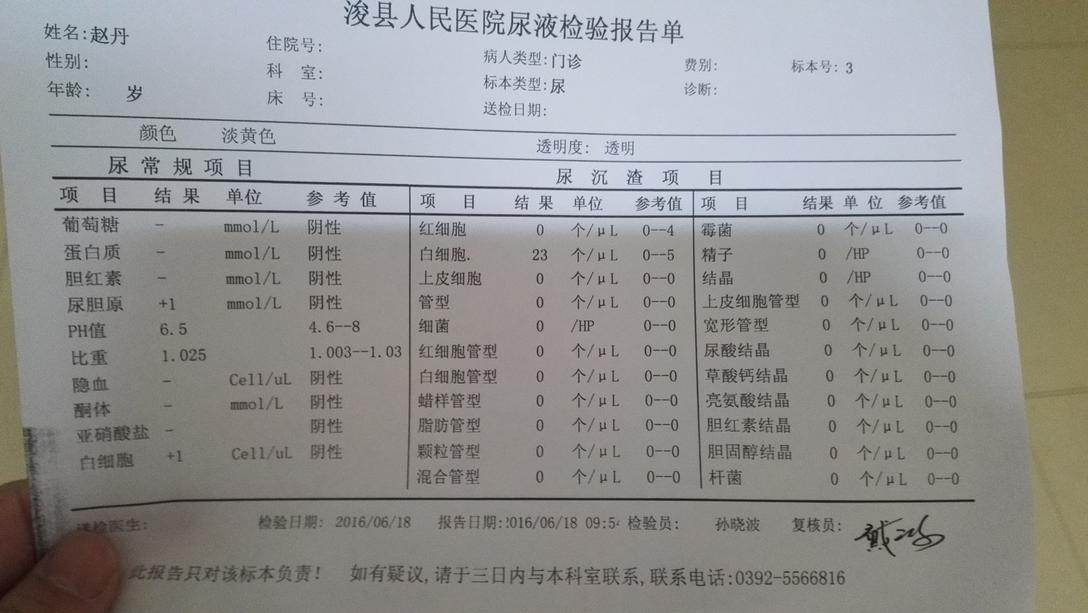 浚县人民医院尿液检验报告单
姓名:赵丹 住院号: 病人类型:门诊 费别: 标本号:3
性别: 科 室: 标本类型:尿 诊断:
年龄: 岁 床 号: 送检日期:
颜色 淡黄色 透明度: 透明
尿常规项目 尿沉渣项目
项 目 结果 单位 参考值 项 目 结果 单位 参考值 项 目 结果 单位 参考值
葡萄糖 - mmol/L 阴性 红细胞 0 个/μL 0--4 霉菌 0 个/μL 0--0
蛋白质 - mmol/L 阴性 白细胞. 23 个/μL 0--5 精子 0 /HP 0--0
胆红素 - mmol/L 阴性 上皮细胞 0 个/μL 0--0 结晶 0 /HP 0--0
尿胆原 +1 mmol/L 阴性 管型 0 个/μL 0--0 上皮细胞管型 0 个/μL 0--0
PH值 6.5 4.6--8 细菌 0 /HP 0--0 宽形管型 0 个/μL 0--0
比重 1.025 1.003--1.03 红细胞管型 0 个/μL 0--0 尿酸结晶 0 个/μL 0--0
隐血 - Cell/uL 阴性 白细胞管型 0 个/μL 0--0 草酸钙结晶 0 个/μL 0--0
酮体 - mmol/L 阴性 蜡样管型 0 个/μL 0--0 亮氨酸结晶 0 个/μL 0--0
亚硝酸盐 - 阴性 脂肪管型 0 个/μL 0--0 胆红素结晶 0 个/μL 0--0
白细胞 +1 Cell/uL 阴性 颗粒管型 0 个/μL 0--0 胆固醇结晶 0 个/μL 0--0
混合管型 0 个/μL 0--0 杆菌 0 个/μL 0--0
送检医生: 检验日期: 2016/06/18 报告日期:2016/06/18 09:54 检验员: 孙晓波 复核员:
此报告只对该标本负责! 如有疑议,请于三日内与本科室联系,联系电话:0392-5566816